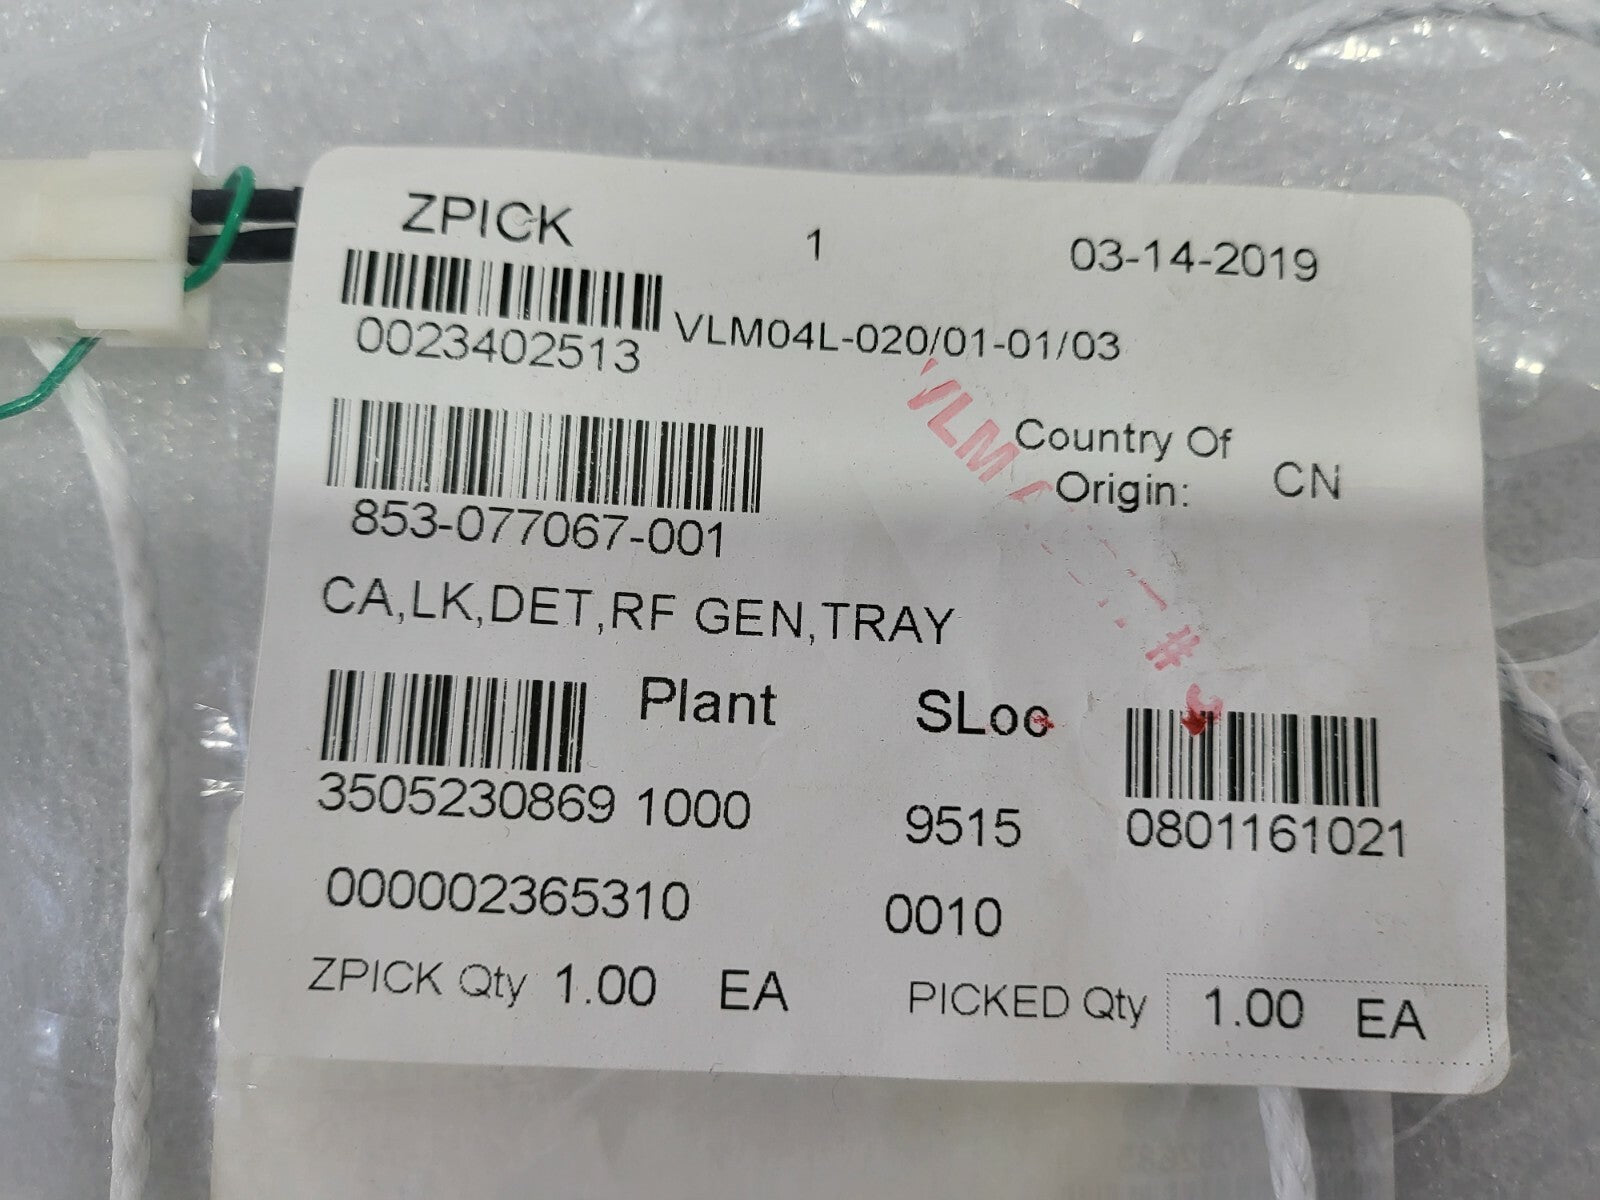 ZPICK 1 03-14-2019
0023402513 VLM04L-020/01-01/03
VLM
Country Of
Origin: CN
853-077067-001
CA,LK,DET,RF GEN,TRAY
#
Plant SLoc
3505230869 1000 9515 0801161021
000002365310 0010
ZPICK Qty 1.00 EA PICKED Qty 1.00 EA